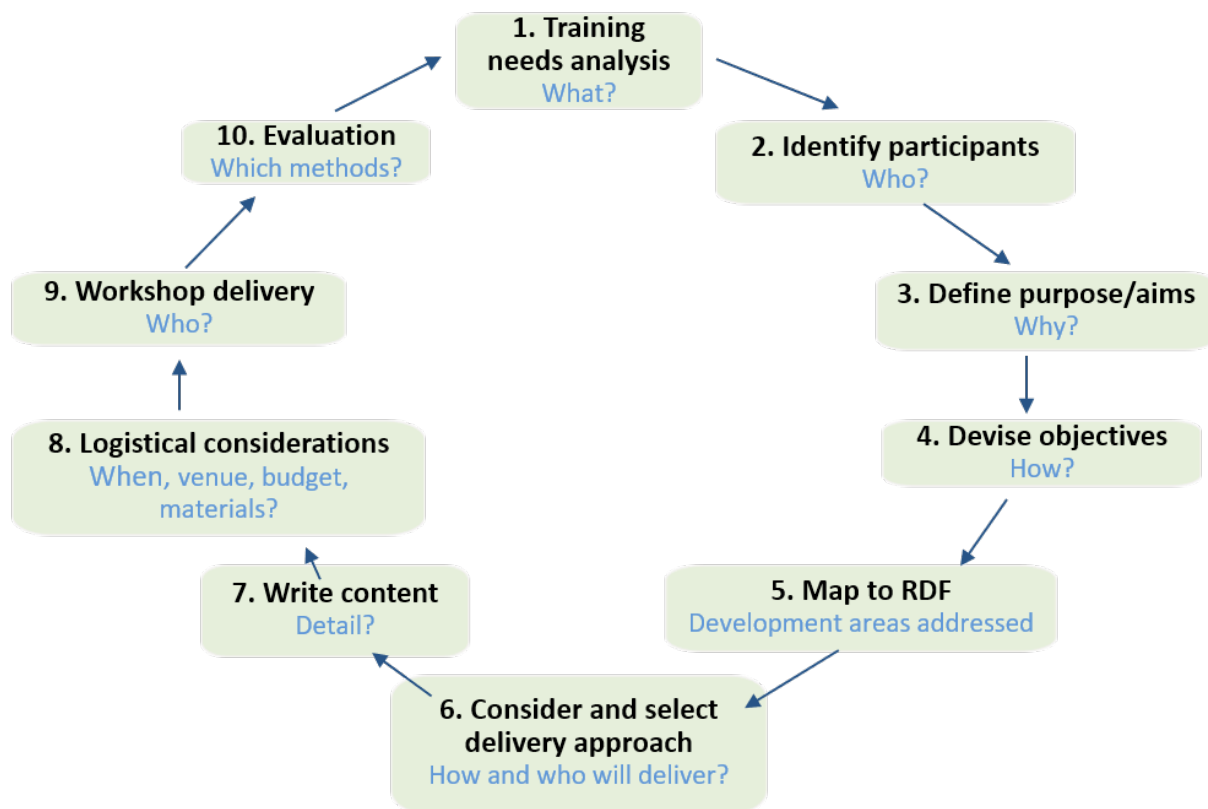 1. Training
needs analysis
What?
2. Identify participants
Who?
3. Define purpose/aims
Why?
4. Devise objectives
How?
5. Map to RDF
Development areas addressed
6. Consider and select
delivery approach
How and who will deliver?
7. Write content
Detail?
8. Logistical considerations
When, venue, budget,
materials?
9. Workshop delivery
Who?
10. Evaluation
Which methods?